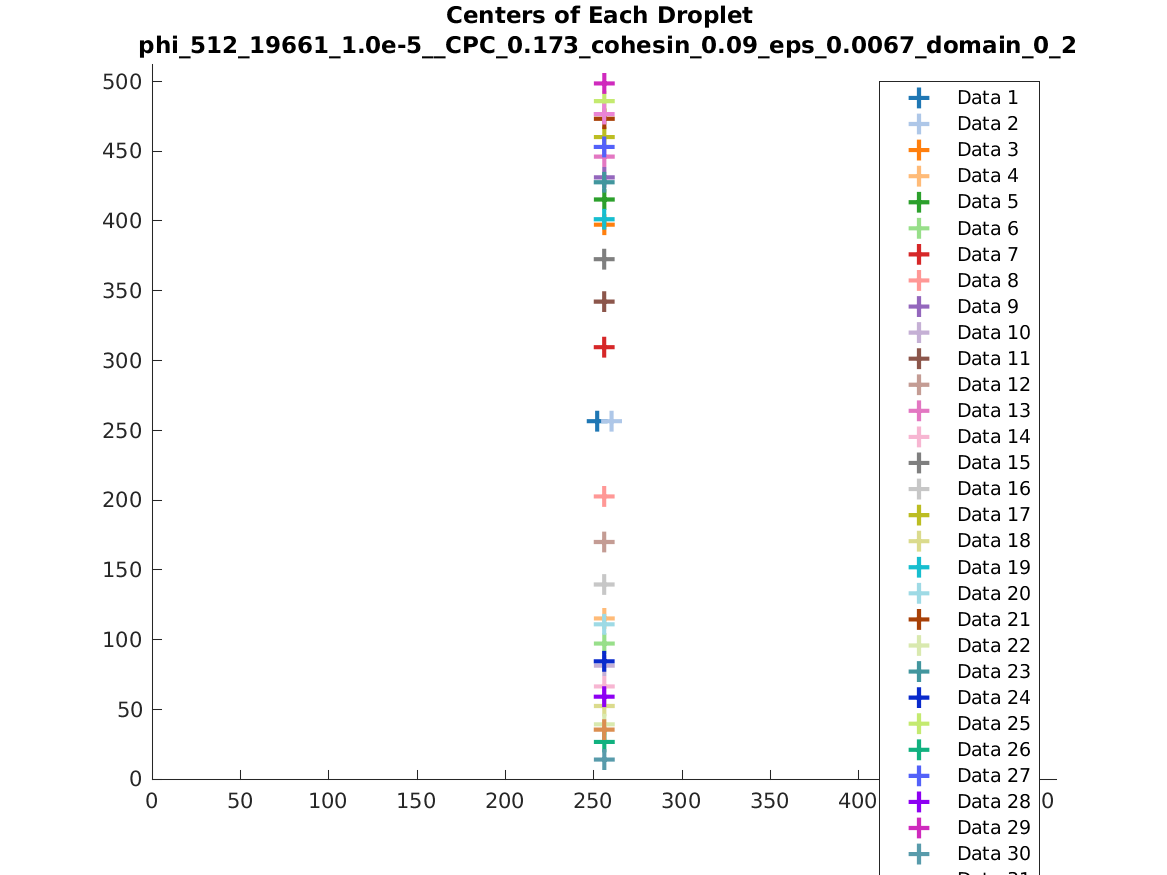 Centers of Each Droplet
phi_512_19661_1.0e-5__CPC_0.173_cohesin_0.09_eps_0.0067_domain_0_2
500
450
400
350
300
250
200
150
100
50
0
0 50 100 150 200 250 300 350 400 0
Data 1
Data 2
Data 3
Data 4
Data 5
Data 6
Data 7
Data 8
Data 9
Data 10
Data 11
Data 12
Data 13
Data 14
Data 15
Data 16
Data 17
Data 18
Data 19
Data 20
Data 21
Data 22
Data 23
Data 24
Data 25
Data 26
Data 27
Data 28
Data 29
Data 30